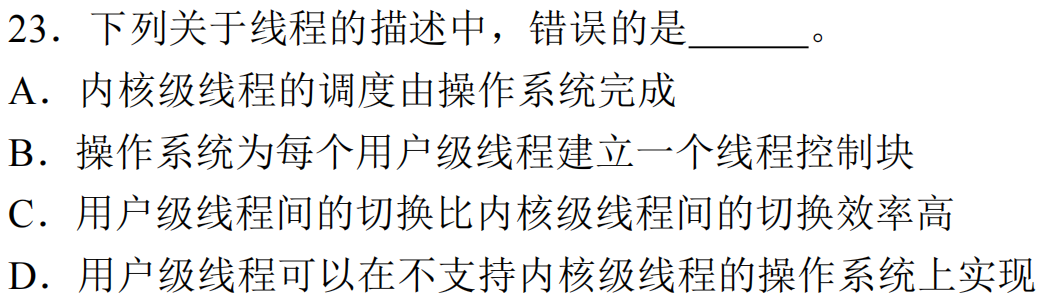 23．下列关于线程的描述中，错误的是______。
A．内核级线程的调度由操作系统完成
B．操作系统为每个用户级线程建立一个线程控制块
C．用户级线程间的切换比内核级线程间的切换效率高
D．用户级线程可以在不支持内核级线程的操作系统上实现